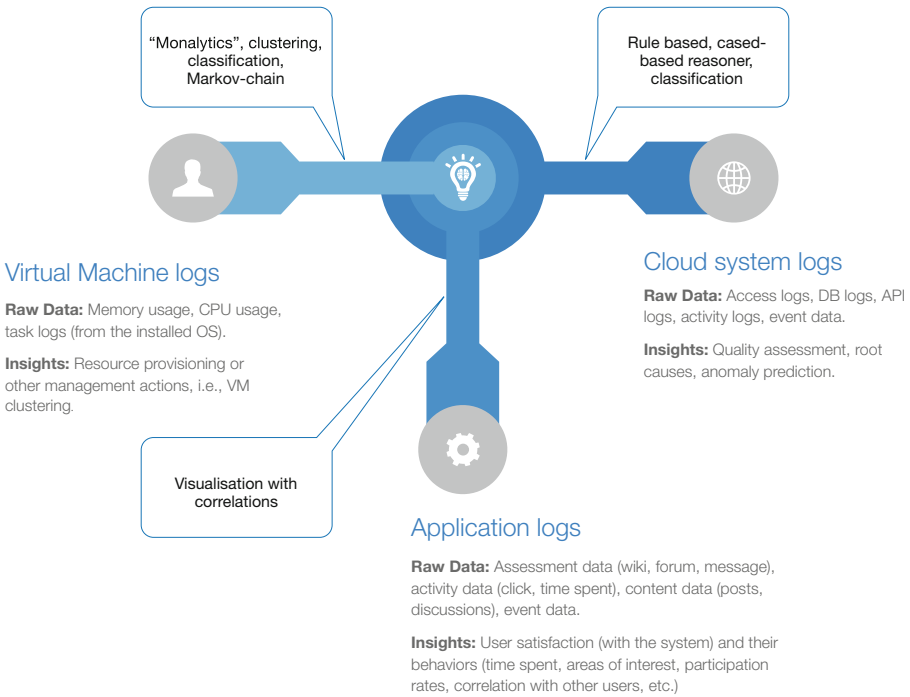 “Monalytics”, clustering,
classification,
Markov-chain
Rule based, cased-
based reasoner,
classification
Virtual Machine logs
Raw Data: Memory usage, CPU usage,
task logs (from the installed OS).
Insights: Resource provisioning or
other management actions, i.e., VM
clustering.
Cloud system logs
Raw Data: Access logs, DB logs, API
logs, activity logs, event data.
Insights: Quality assessment, root
causes, anomaly prediction.
Visualisation with
correlations
Application logs
Raw Data: Assessment data (wiki, forum, message),
activity data (click, time spent), content data (posts,
discussions), event data.
Insights: User satisfaction (with the system) and their
behaviors (time spent, areas of interest, participation
rates, correlation with other users, etc.)